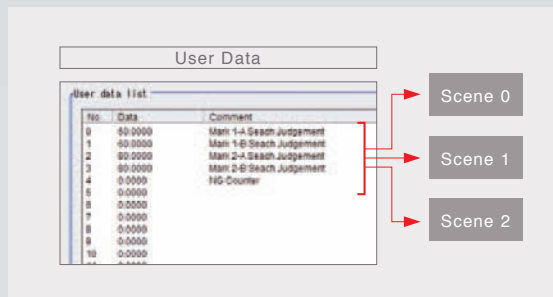 User Data
User data list
No. Data Comment
0 60.0000 Mark 1-A Seach Judgement
1 60.0000 Mark 1-B Seach Judgement
2 60.0000 Mark 2-A Seach Judgement
3 60.0000 Mark 2-B Seach Judgement
4 0.0000 NG Counter
5 0.0000
6 0.0000
7 0.0000
8 0.0000
9 0.0000
10 0.0000
Scene 0
Scene 1
Scene 2